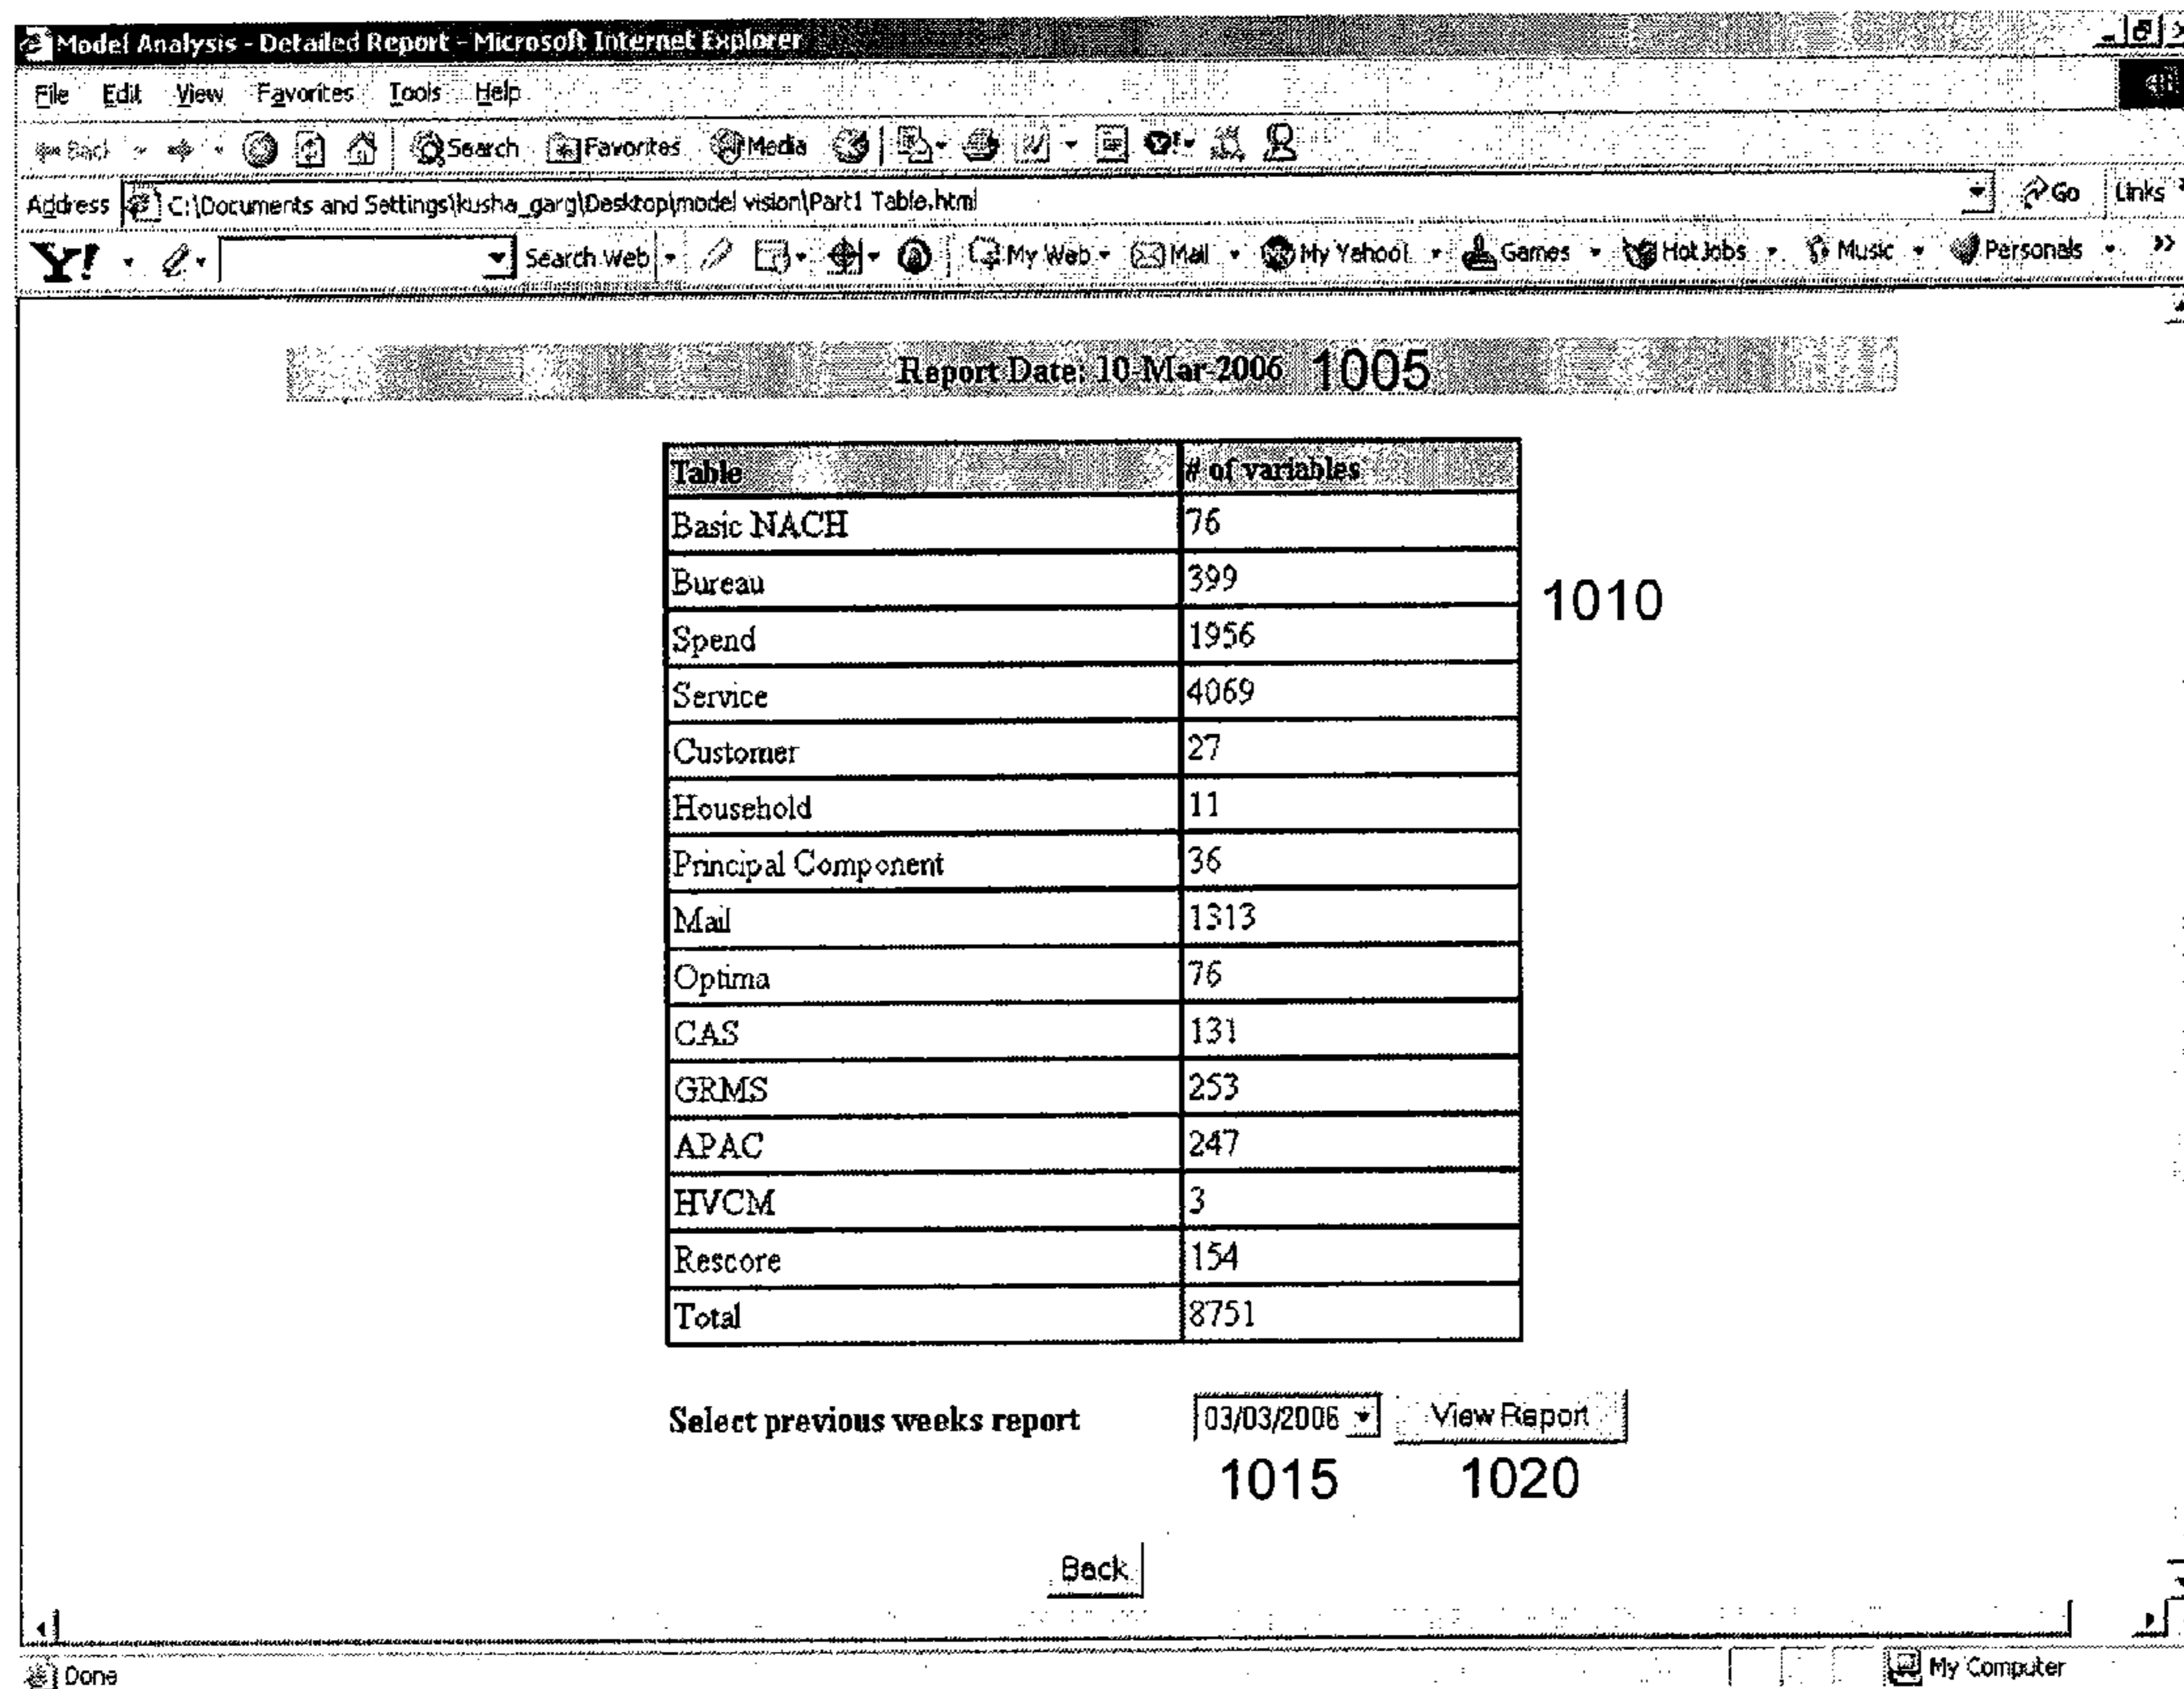 Model Analysis - Detailed Report - Microsoft Internet Explorer
File Edit View Favorites Tools Help
Back Search Favorites Media
Address C:\Documents and Settings\kusha_garg\Desktop\model vision\Part1 Table.html Go Links
Y! Search Web My Web Mail My Yahoo! Games HotJobs Music Personals »
Report Date: 10-Mar-2006 1005
Table # of variables
Basic NACH 76
Bureau 399
1010
Spend 1956
Service 4069
Customer 27
Household 11
Principal Component 36
Mail 1313
Optima 76
CAS 131
GRMS 253
APAC 247
HVCM 3
Rescore 154
Total 8751
Select previous weeks report 03/03/2006 View Report
1015 1020
Back
Done My Computer